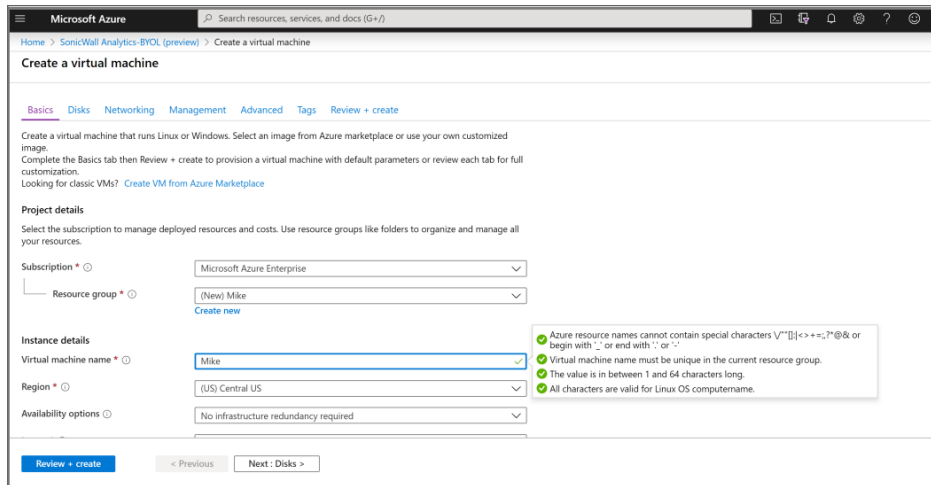 Microsoft Azure
Search resources, services, and docs (G+/)
Home > SonicWall Analytics-BYOL (preview) > Create a virtual machine
Create a virtual machine
Basics Disks Networking Management Advanced Tags Review + create
Create a virtual machine that runs Linux or Windows. Select an image from Azure marketplace or use your own customized
image.
Complete the Basics tab then Review + create to provision a virtual machine with default parameters or review each tab for full
customization.
Looking for classic VMs? Create VM from Azure Marketplace
Project details
Select the subscription to manage deployed resources and costs. Use resource groups like folders to organize and manage all
your resources.
Subscription *
Microsoft Azure Enterprise
Resource group *
(New) Mike
Create new
Instance details
Virtual machine name *
Mike
Azure resource names cannot contain special characters \/""[]:|<>+=;,?*@& or
begin with '_' or end with '.' or '-'
Virtual machine name must be unique in the current resource group.
The value is in between 1 and 64 characters long.
All characters are valid for Linux OS computername.
Region *
(US) Central US
Availability options
No infrastructure redundancy required
Review + create
< Previous
Next : Disks >